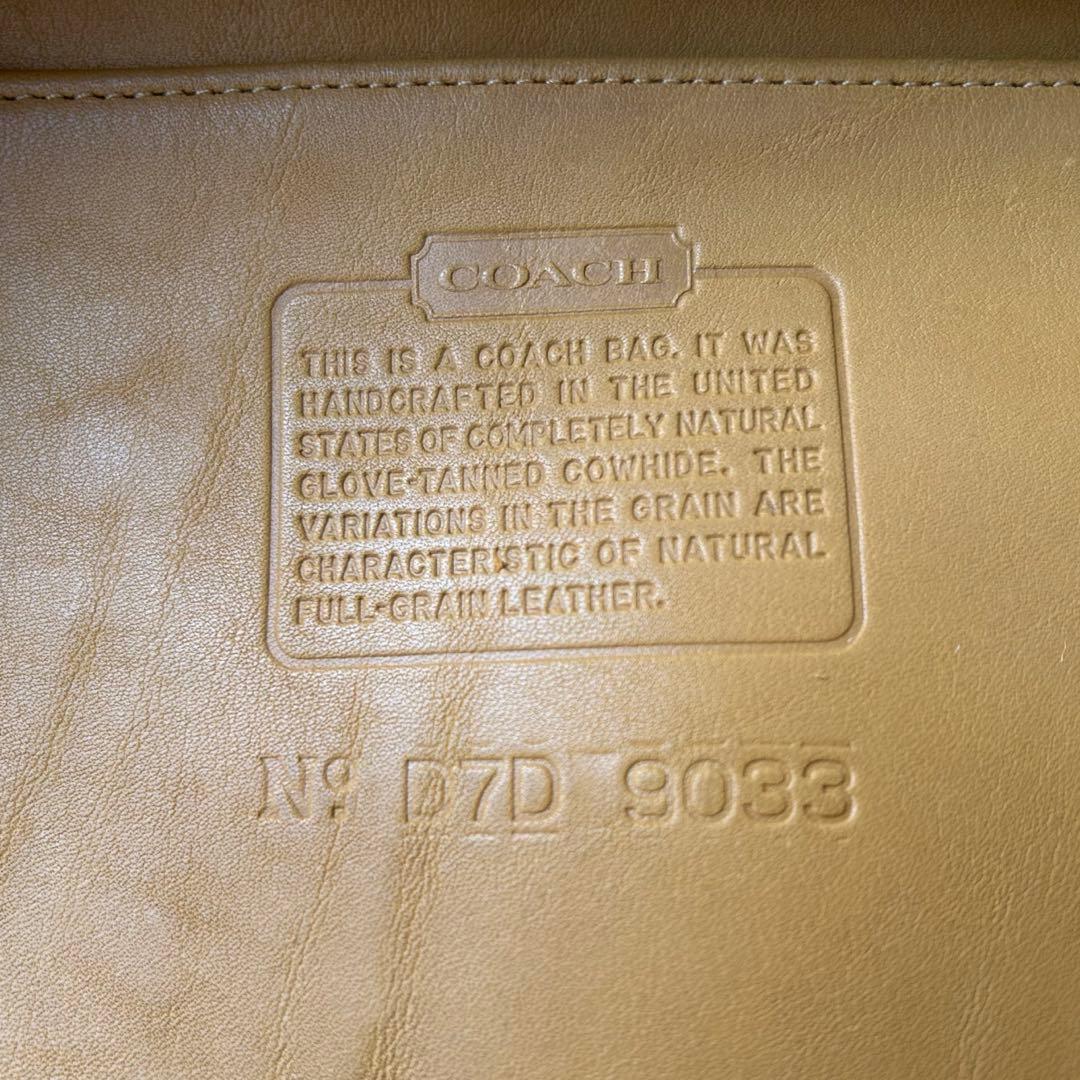 COACH
THIS IS A COACH BAG. IT WAS
HANDCRAFTED IN THE UNITED
STATES OF COMPLETELY NATURAL
GLOVE-TANNED COWHIDE. THE
VARIATIONS IN THE GRAIN ARE
CHARACTERISTIC OF NATURAL
FULL-GRAIN LEATHER.
Nº D7D 9033